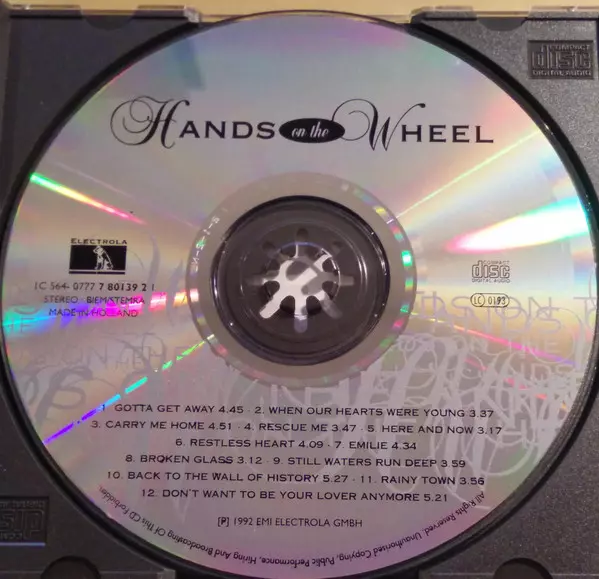 COMPACT
disc
DIGITAL AUDIO
HANDS on the WHEEL
ELECTROLA
1C 564- 0777 7 80139 2 1
STEREO · BIEM/STEMRA
MADE IN HOLLAND
COMPACT
disc
DIGITAL AUDIO
LC 0193
1. GOTTA GET AWAY 4.45 · 2. WHEN OUR HEARTS WERE YOUNG 3.37
3. CARRY ME HOME 4.51 · 4. RESCUE ME 3.47 · 5. HERE AND NOW 3.17
6. RESTLESS HEART 4.09 · 7. EMILIE 4.34
8. BROKEN GLASS 3.12 · 9. STILL WATERS RUN DEEP 3.59
10. BACK TO THE WALL OF HISTORY 5.27 · 11. RAINY TOWN 3.56
12. DON'T WANT TO BE YOUR LOVER ANYMORE 5.21
[P] 1992 EMI ELECTROLA GMBH
All Rights Reserved. Unauthorised Copying, Public Performance, Hiring And Broadcasting Of This CD Forbidden.